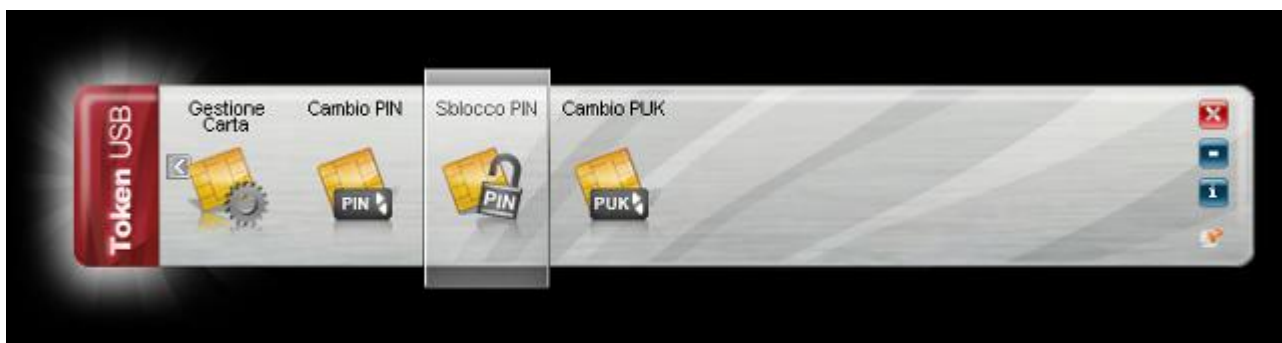 Token USB
Gestione
Carta
Cambio PIN
Sblocco PIN
Cambio PUK
PIN
PIN
PUK
i